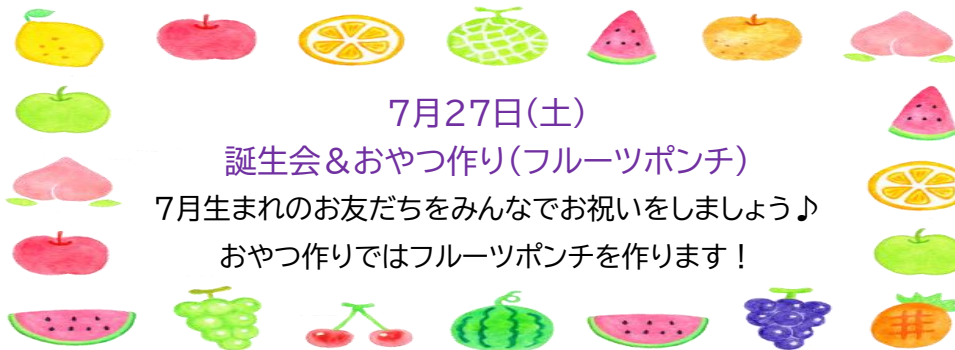 7月27日(土)
誕生会&おやつ作り(フルーツポンチ)
7月生まれのお友だちをみんなでお祝いをしましょう♪
おやつ作りではフルーツポンチを作ります！